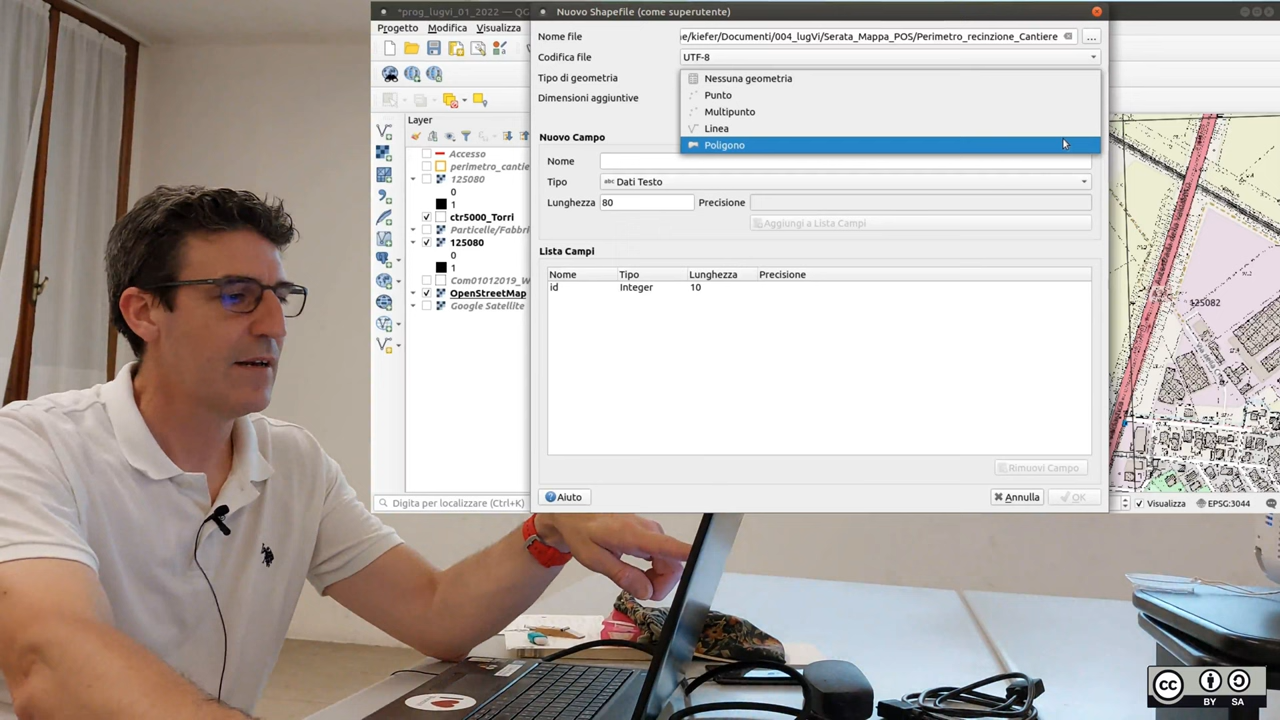 *prog_lugvi_01_2022 — QG
Nuovo Shapefile (come superutente)
Progetto Modifica Visualizza
Nome file
e/kiefer/Documenti/004_lugVi/Serata_Mappa_POS/Perimetro_recinzione_Cantiere
...
Codifica file
UTF-8
Tipo di geometria
Nessuna geometria
Punto
Dimensioni aggiuntive
Multipunto
Linea
Poligono
Nuovo Campo
Nome
Tipo
abc Dati Testo
Lunghezza
80
Precisione
Aggiungi a Lista Campi
Lista Campi
Nome Tipo Lunghezza Precisione
id Integer 10
Rimuovi Campo
Aiuto
Annulla
OK
Layer
Accesso
perimetro_cantie
125080
0
1
ctr5000_Torri
Particelle/Fabbri
125080
0
1
Com01012019_W
OpenStreetMap
Google Satellite
Digita per localizzare (Ctrl+K)
125082
Visualizza
EPSG:3044
CC
BY SA